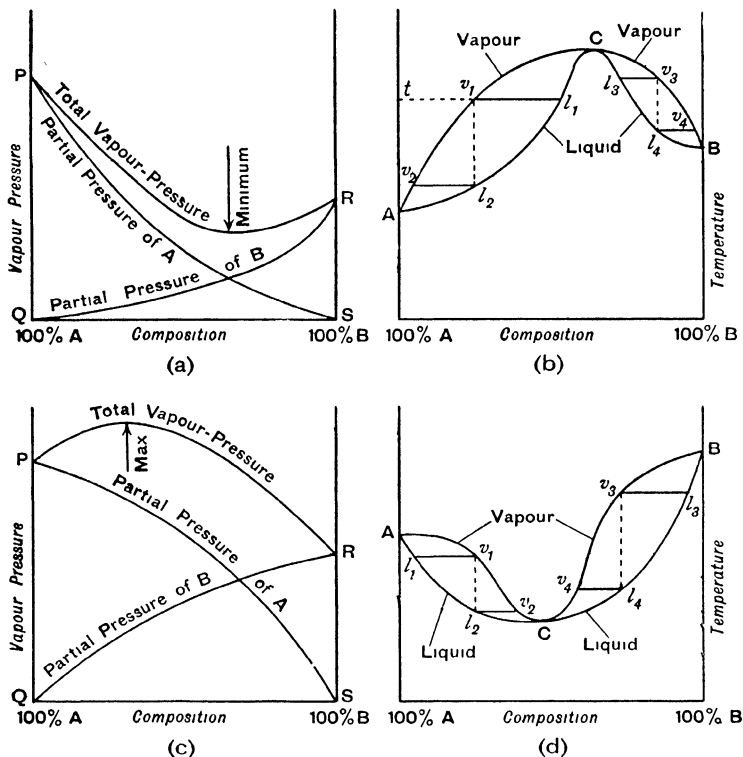 P
Total Vapour-Pressure
Partial Pressure of A
Minimum
Vapour Pressure
R
Partial Pressure of B
Q
S
100% A Composition 100% B
(a)
Vapour
C
Vapour
t
v1
l1
l3
v3
v4
l4
B
Liquid
v2
l2
A
Temperature
100% A Composition 100% B
(b)
Total Vapour-Pressure
P
Max
Partial Pressure of A
Vapour Pressure
R
Partial Pressure of B
Q
S
100% A Composition 100% B
(c)
B
A
Vapour
v3
l3
v1
l1
v4
l4
l2
v2
C
Liquid
Liquid
Temperature
100% A Composition 100% B
(d)